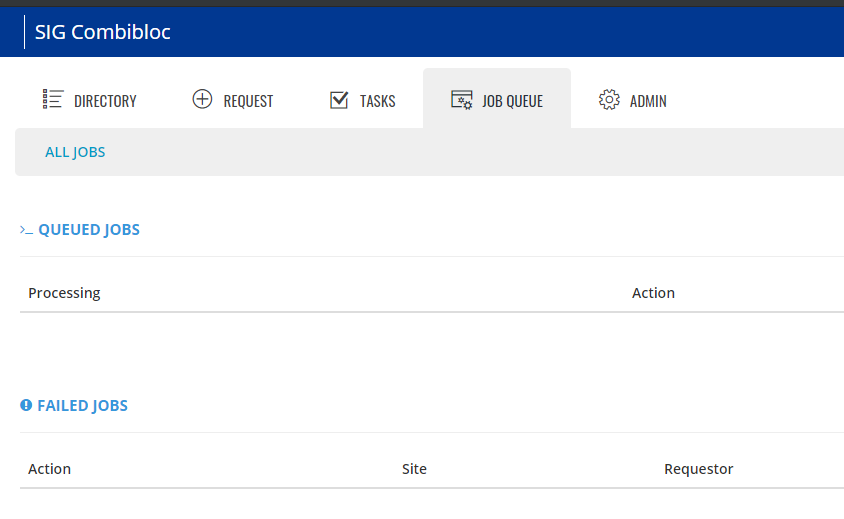 SIG Combibloc
DIRECTORY REQUEST TASKS JOB QUEUE ADMIN
ALL JOBS
>_ QUEUED JOBS
Processing Action
FAILED JOBS
Action Site Requestor